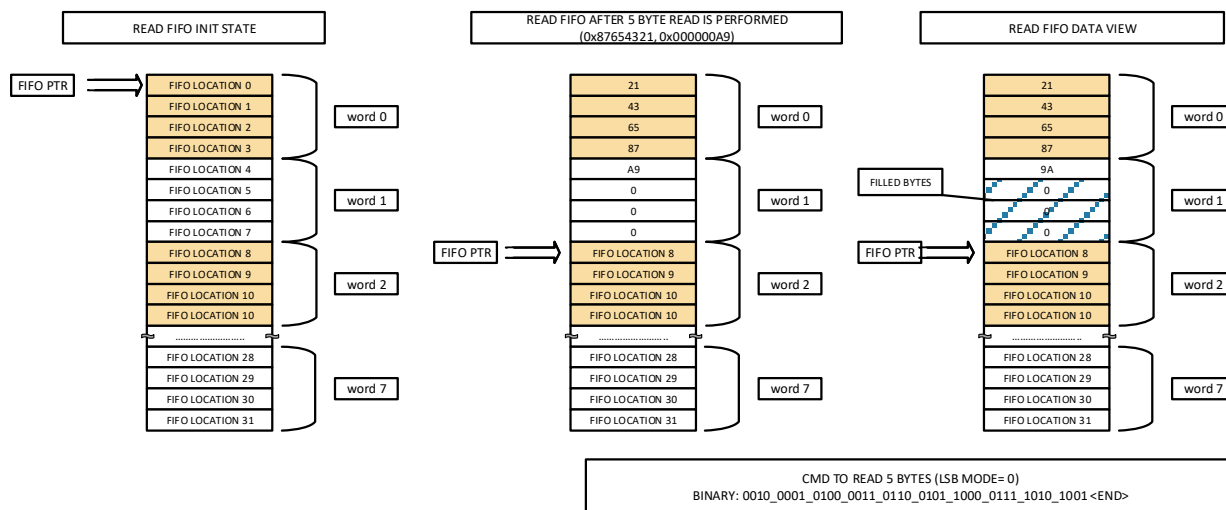 READ FIFO INIT STATE
FIFO PTR
FIFO LOCATION 0
FIFO LOCATION 1
FIFO LOCATION 2
FIFO LOCATION 3
FIFO LOCATION 4
FIFO LOCATION 5
FIFO LOCATION 6
FIFO LOCATION 7
FIFO LOCATION 8
FIFO LOCATION 9
FIFO LOCATION 10
FIFO LOCATION 10
........................
FIFO LOCATION 28
FIFO LOCATION 29
FIFO LOCATION 30
FIFO LOCATION 31
word 0
word 1
word 2
word 7
READ FIFO AFTER 5 BYTE READ IS PERFORMED
(0x87654321, 0x000000A9)
FIFO PTR
21
43
65
87
A9
0
0
0
FIFO LOCATION 8
FIFO LOCATION 9
FIFO LOCATION 10
FIFO LOCATION 10
........................
FIFO LOCATION 28
FIFO LOCATION 29
FIFO LOCATION 30
FIFO LOCATION 31
word 0
word 1
word 2
word 7
READ FIFO DATA VIEW
FILLED BYTES
FIFO PTR
21
43
65
87
9A
0
0
0
FIFO LOCATION 8
FIFO LOCATION 9
FIFO LOCATION 10
FIFO LOCATION 10
........................
FIFO LOCATION 28
FIFO LOCATION 29
FIFO LOCATION 30
FIFO LOCATION 31
word 0
word 1
word 2
word 7
CMD TO READ 5 BYTES (LSB MODE= 0)
BINARY: 0010_0001_0100_0011_0110_0101_1000_0111_1010_1001 <END>